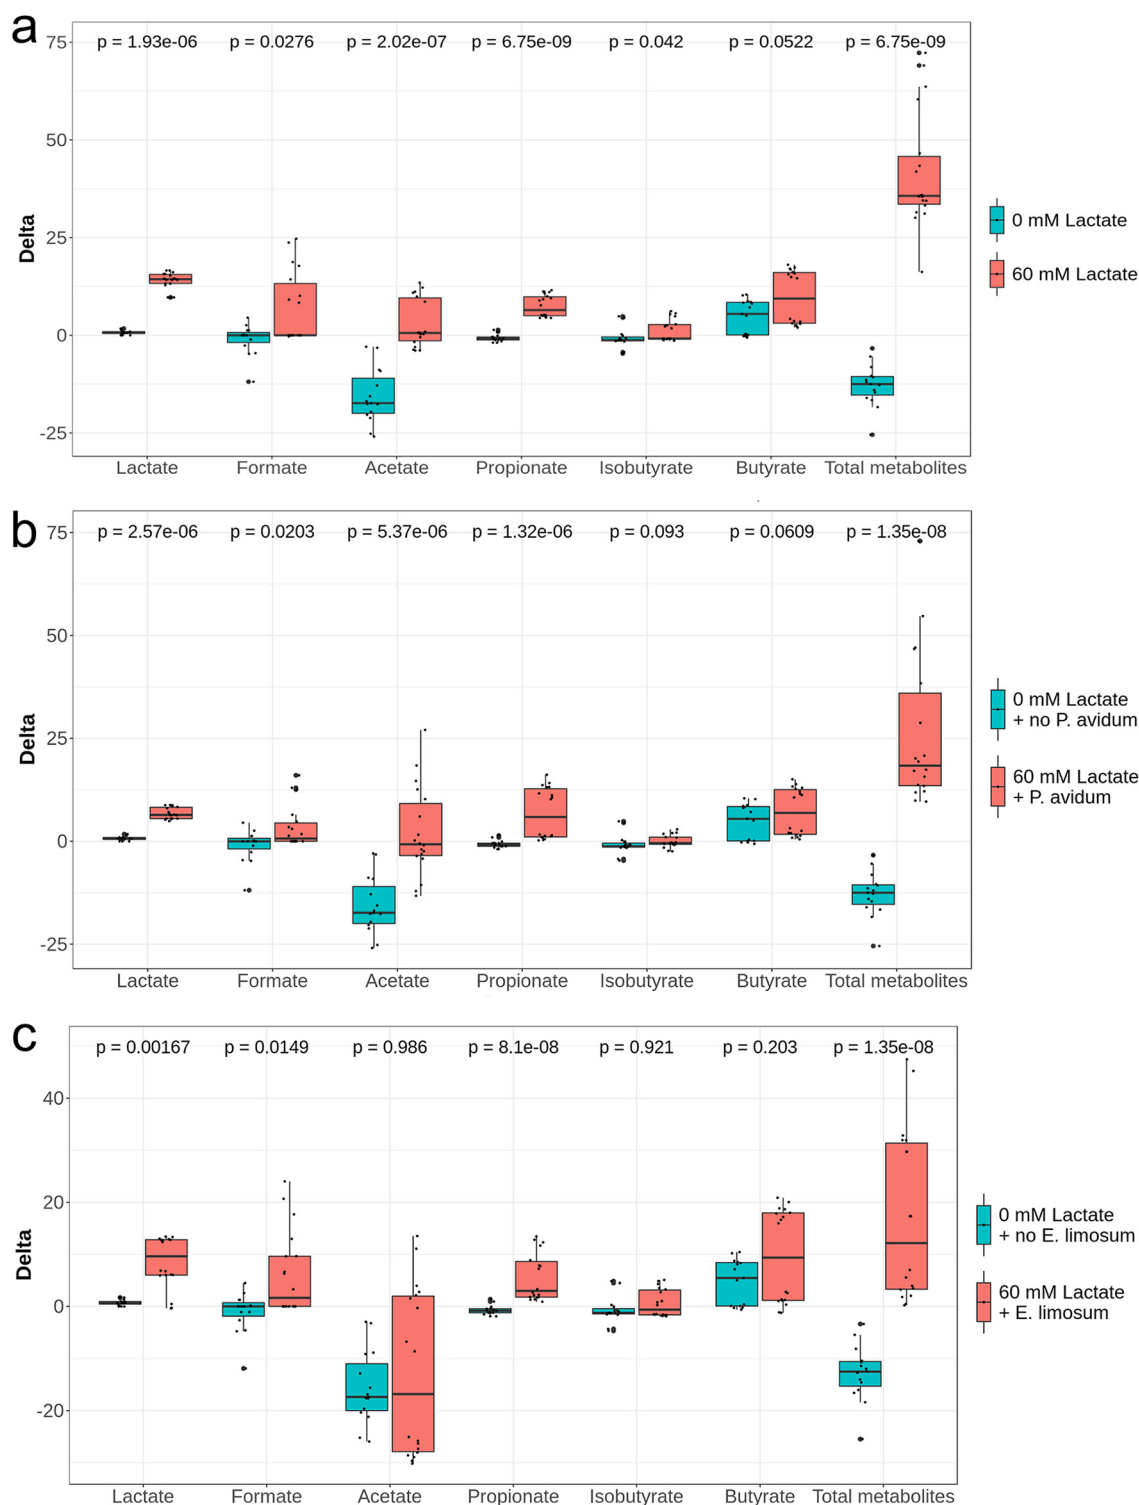 a
p = 1.93e-06 p = 0.0276 p = 2.02e-07 p = 6.75e-09 p = 0.042 p = 0.0522 p = 6.75e-09
75
50
25
0
-25
Delta
Lactate Formate Acetate Propionate Isobutyrate Butyrate Total metabolites
0 mM Lactate
60 mM Lactate
b
p = 2.57e-06 p = 0.0203 p = 5.37e-06 p = 1.32e-06 p = 0.093 p = 0.0609 p = 1.35e-08
75
50
25
0
-25
Delta
Lactate Formate Acetate Propionate Isobutyrate Butyrate Total metabolites
0 mM Lactate
+ no P. avidum
60 mM Lactate
+ P. avidum
c
p = 0.00167 p = 0.0149 p = 0.986 p = 8.1e-08 p = 0.921 p = 0.203 p = 1.35e-08
40
20
0
-20
Delta
Lactate Formate Acetate Propionate Isobutyrate Butyrate Total metabolites
0 mM Lactate
+ no E. limosum
60 mM Lactate
+ E. limosum